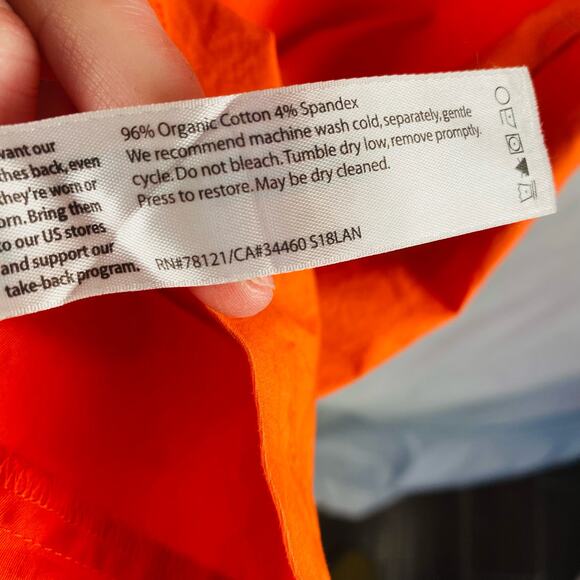 want our
thes back, even
they're worn or
orn. Bring them
to our US stores
and support our
take-back program.
96% Organic Cotton 4% Spandex
We recommend machine wash cold, separately, gentle
cycle. Do not bleach. Tumble dry low, remove promptly.
Press to restore. May be dry cleaned.
RN#78121/CA#34460 S18LAN